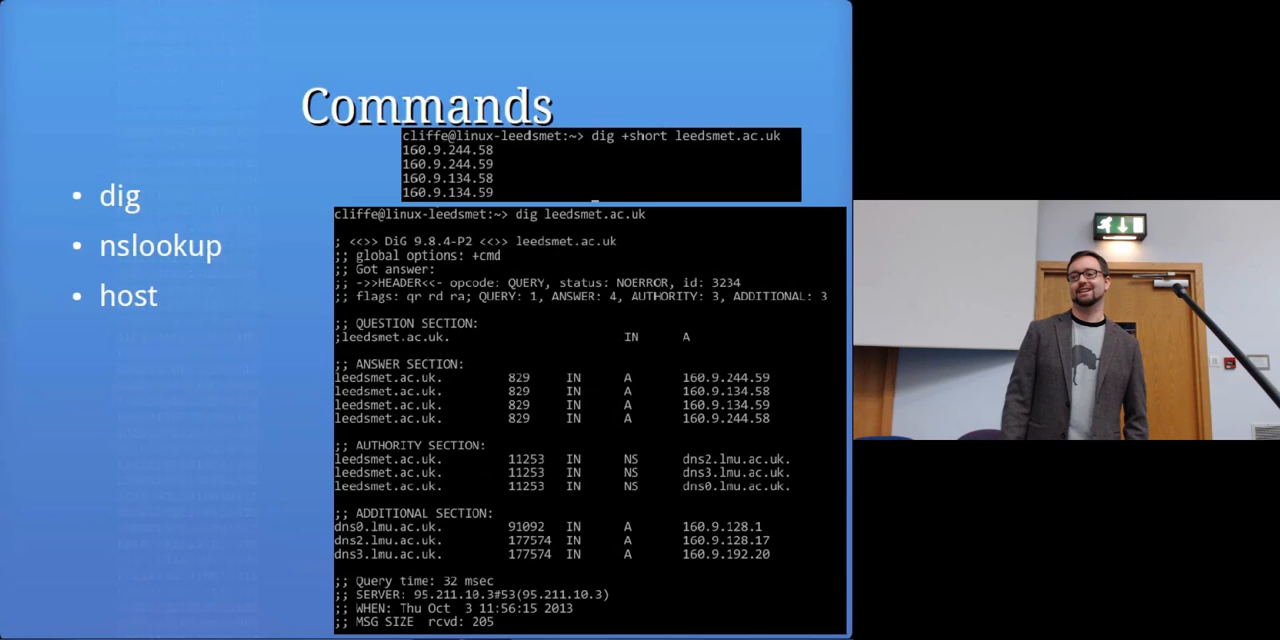 Commands
cliffe@linux-leedsmet:~> dig +short leedsmet.ac.uk
160.9.244.58
160.9.244.59
160.9.134.58
160.9.134.59
• dig
• nslookup
• host
cliffe@linux-leedsmet:~> dig leedsmet.ac.uk
; <<>> DiG 9.8.4-P2 <<>> leedsmet.ac.uk
;; global options: +cmd
;; Got answer:
;; ->>HEADER<<- opcode: QUERY, status: NOERROR, id: 3234
;; flags: qr rd ra; QUERY: 1, ANSWER: 4, AUTHORITY: 3, ADDITIONAL: 3
;; QUESTION SECTION:
;leedsmet.ac.uk. IN A
;; ANSWER SECTION:
leedsmet.ac.uk. 829 IN A 160.9.244.59
leedsmet.ac.uk. 829 IN A 160.9.134.58
leedsmet.ac.uk. 829 IN A 160.9.134.59
leedsmet.ac.uk. 829 IN A 160.9.244.58
;; AUTHORITY SECTION:
leedsmet.ac.uk. 11253 IN NS dns2.lmu.ac.uk.
leedsmet.ac.uk. 11253 IN NS dns3.lmu.ac.uk.
leedsmet.ac.uk. 11253 IN NS dns0.lmu.ac.uk.
;; ADDITIONAL SECTION:
dns0.lmu.ac.uk. 91092 IN A 160.9.128.1
dns2.lmu.ac.uk. 177574 IN A 160.9.128.17
dns3.lmu.ac.uk. 177574 IN A 160.9.192.20
;; Query time: 32 msec
;; SERVER: 95.211.10.3#53(95.211.10.3)
;; WHEN: Thu Oct 3 11:56:15 2013
;; MSG SIZE rcvd: 205